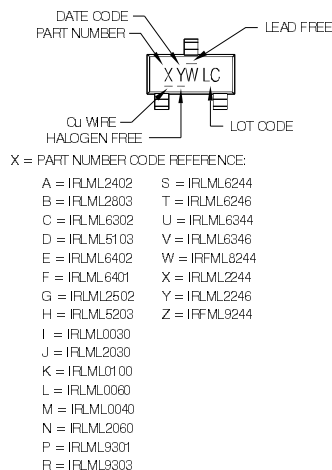 DATE CODE
PART NUMBER
LEAD FREE
X YW LC
Cu WIRE
HALOGEN FREE
LOT CODE
X = PART NUMBER CODE REFERENCE:
A = IRLML2402
B = IRLML2803
C = IRLML6302
D = IRLML5103
E = IRLML6402
F = IRLML6401
G = IRLML2502
H = IRLML5203
I = IRLML0030
J = IRLML2030
K = IRLML0100
L = IRLML0060
M = IRLML0040
N = IRLML2060
P = IRLML9301
R = IRLML9303
S = IRLML6244
T = IRLML6246
U = IRLML6344
V = IRLML6346
W = IRFML8244
X = IRLML2244
Y = IRLML2246
Z = IRFML9244